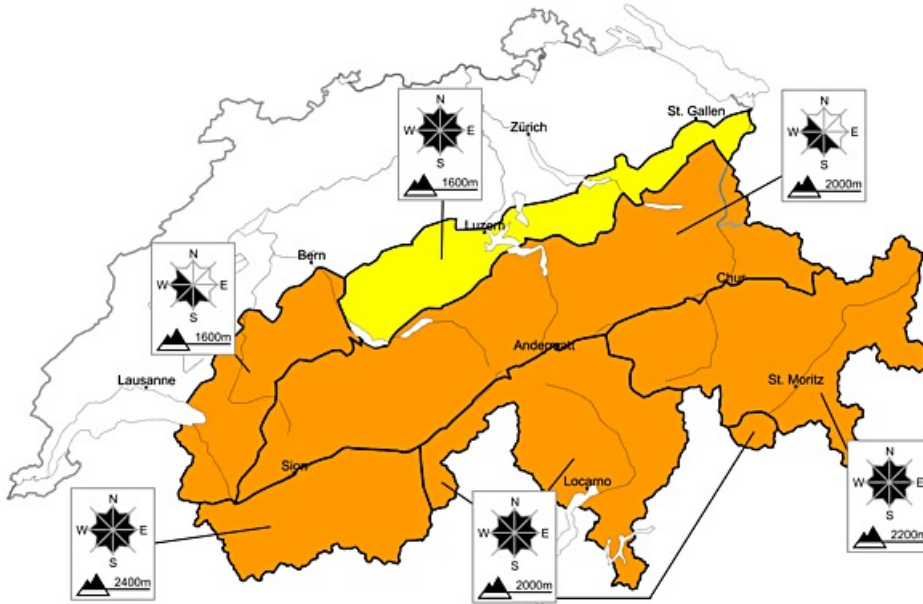 St. Gallen
Zürich
N
W E
S
1600m
N
W E
S
2000m
Luzern
Bern
N
W E
S
1600m
Chur
Andermatt
Lausanne
St. Moritz
Sion
Locarno
N
W E
S
2400m
N
W E
S
2000m
N
W E
S
2200m